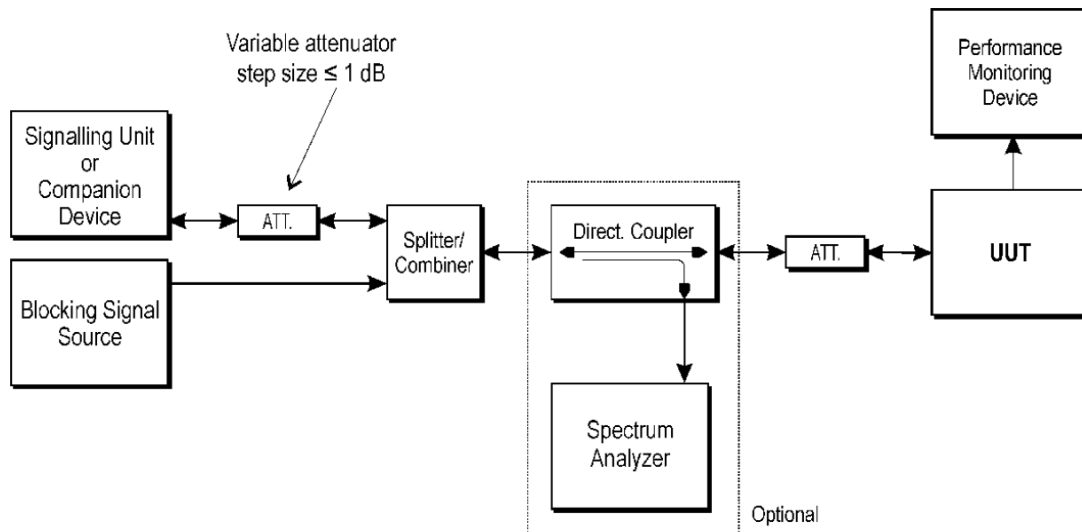 Variable attenuator
step size ≤ 1 dB
Performance
Monitoring
Device
Signalling Unit
or
Companion
Device
ATT.
Splitter/
Combiner
Direct. Coupler
ATT.
UUT
Blocking Signal
Source
Spectrum
Analyzer
Optional